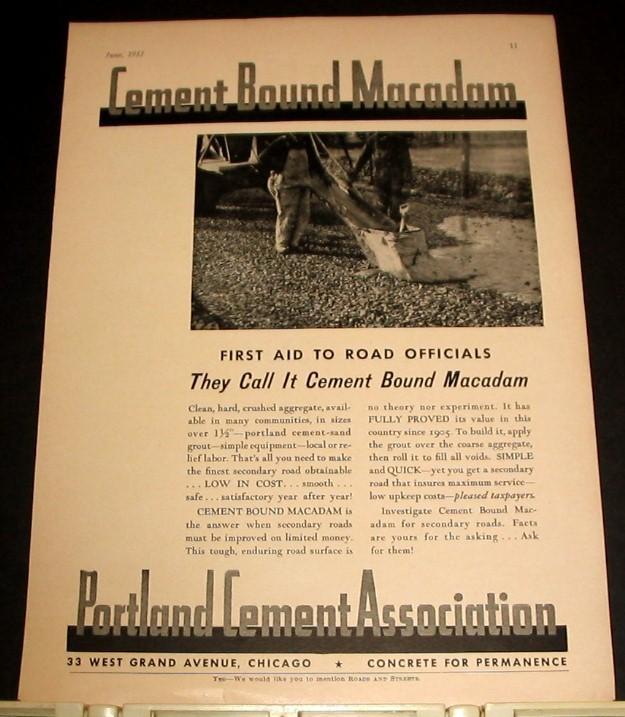 June, 1933
11
Cement Bound Macadam
FIRST AID TO ROAD OFFICIALS
They Call It Cement Bound Macadam
Clean, hard, crushed aggregate, avail-
able in many communities, in sizes
over 1½"—portland cement-sand
grout—simple equipment—local or re-
lief labor. That's all you need to make
the finest secondary road obtainable
. . . LOW IN COST . . . smooth . . .
safe . . . satisfactory year after year!
CEMENT BOUND MACADAM is
the answer when secondary roads
must be improved on limited money.
This tough, enduring road surface is
no theory nor experiment. It has
FULLY PROVED its value in this
country since 1905. To build it, apply
the grout over the coarse aggregate,
then roll it to fill all voids. SIMPLE
and QUICK—yet you get a secondary
road that insures maximum service—
low upkeep costs—pleased taxpayers.
Investigate Cement Bound Mac-
adam for secondary roads. Facts
are yours for the asking . . . Ask
for them!
Portland Cement Association
33 WEST GRAND AVENUE, CHICAGO ★ CONCRETE FOR PERMANENCE
Yes—We would like you to mention ROADS AND STREETS.